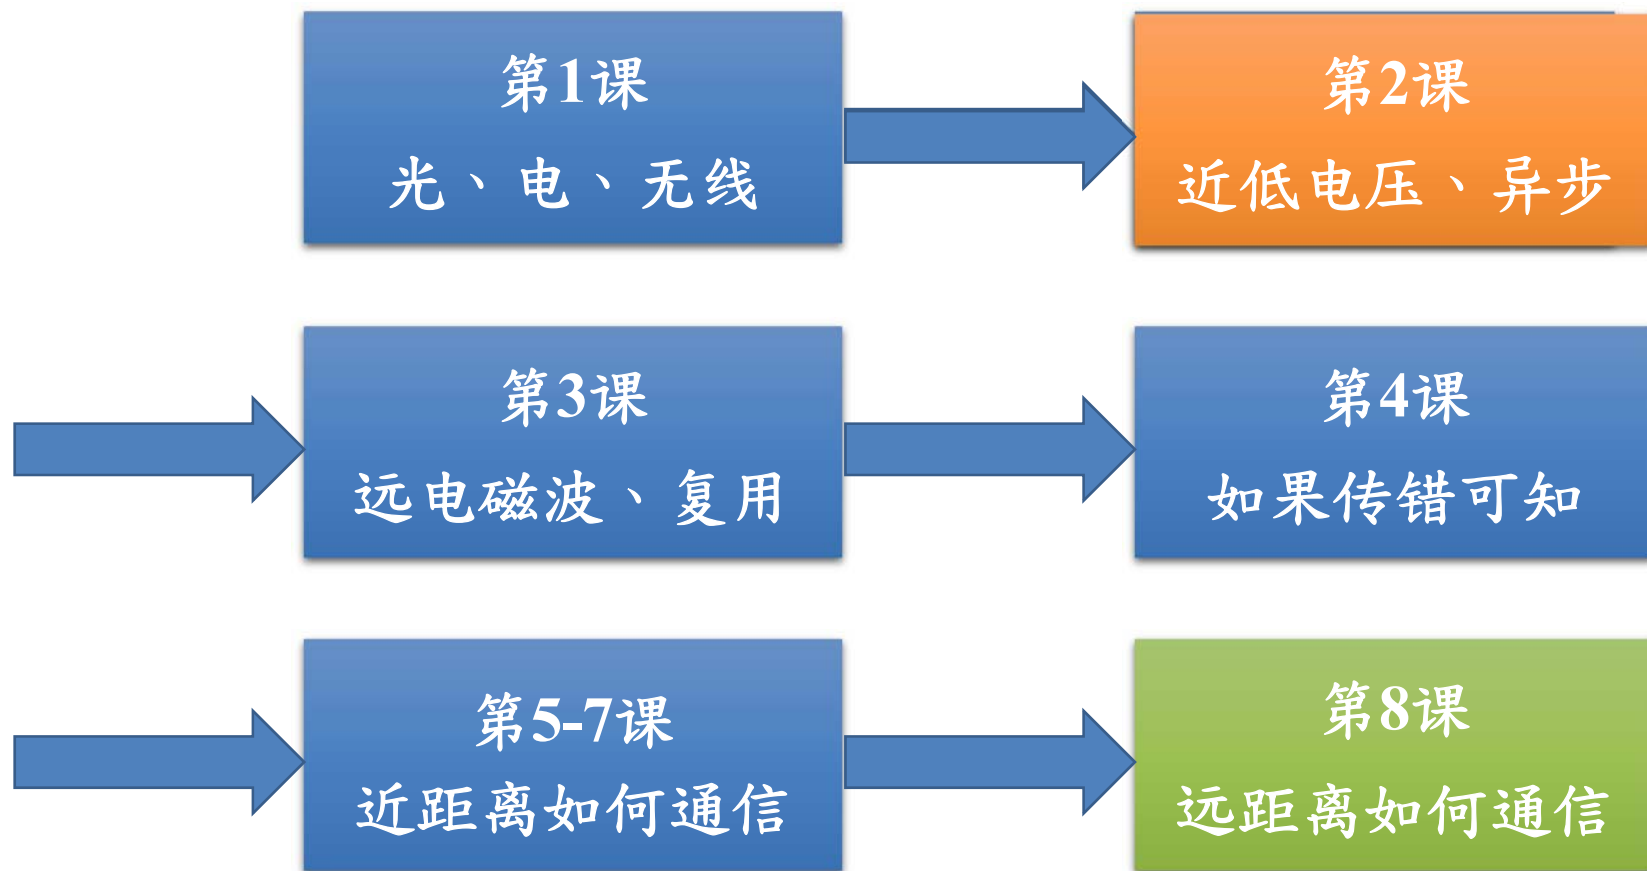 第1课
光、电、无线
第2课
近低电压、异步
第3课
远电磁波、复用
第4课
如果传错可知
第5-7课
近距离如何通信
第8课
远距离如何通信